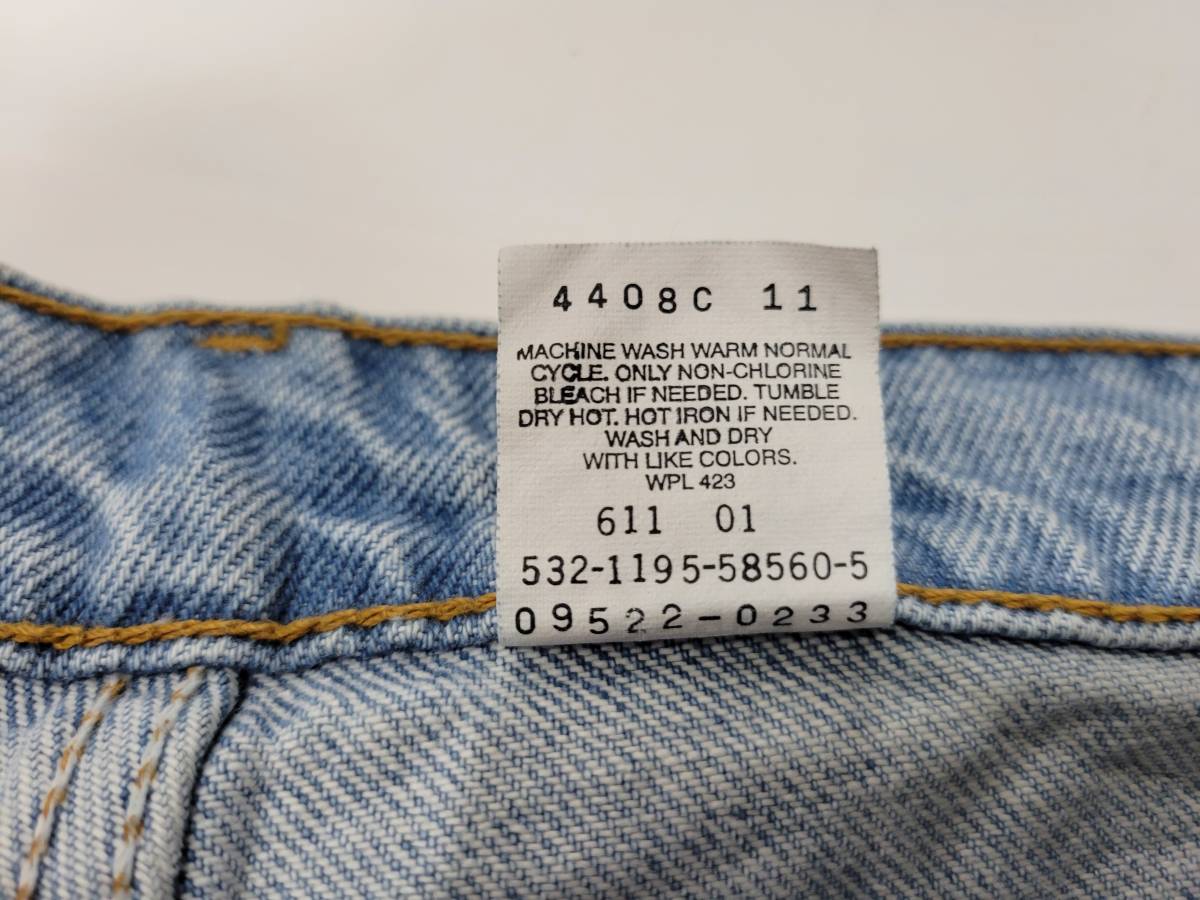 4408C 11
MACHINE WASH WARM NORMAL
CYCLE. ONLY NON-CHLORINE
BLEACH IF NEEDED. TUMBLE
DRY HOT. HOT IRON IF NEEDED.
WASH AND DRY
WITH LIKE COLORS.
WPL 423
611 01
532-1195-58560-5
09522-0233